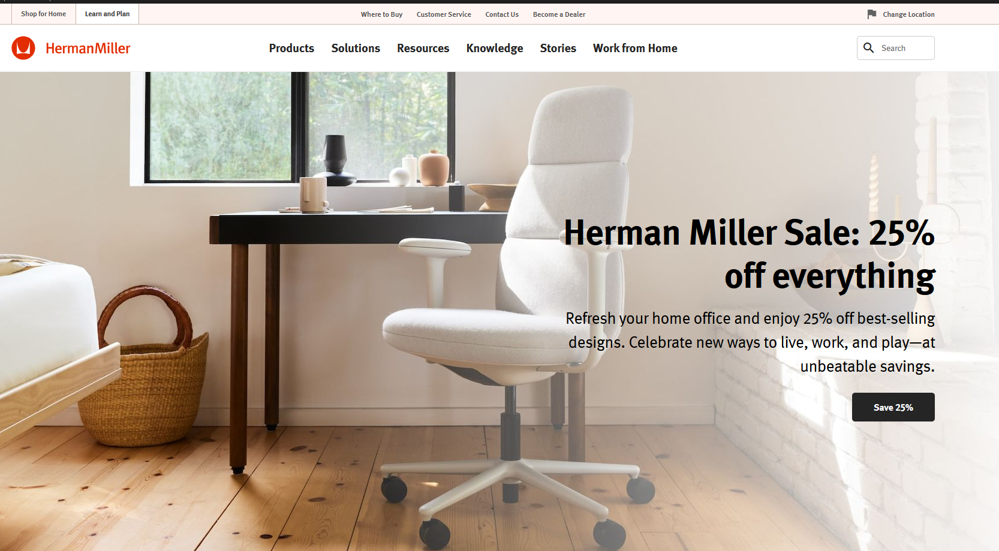 Shop for Home
Learn and Plan
Where to Buy
Customer Service
Contact Us
Become a Dealer
Change Location
HermanMiller
Products
Solutions
Resources
Knowledge
Stories
Work from Home
Search
Herman Miller Sale: 25%
off everything
Refresh your home office and enjoy 25% off best-selling
designs. Celebrate new ways to live, work, and play—at
unbeatable savings.
Save 25%